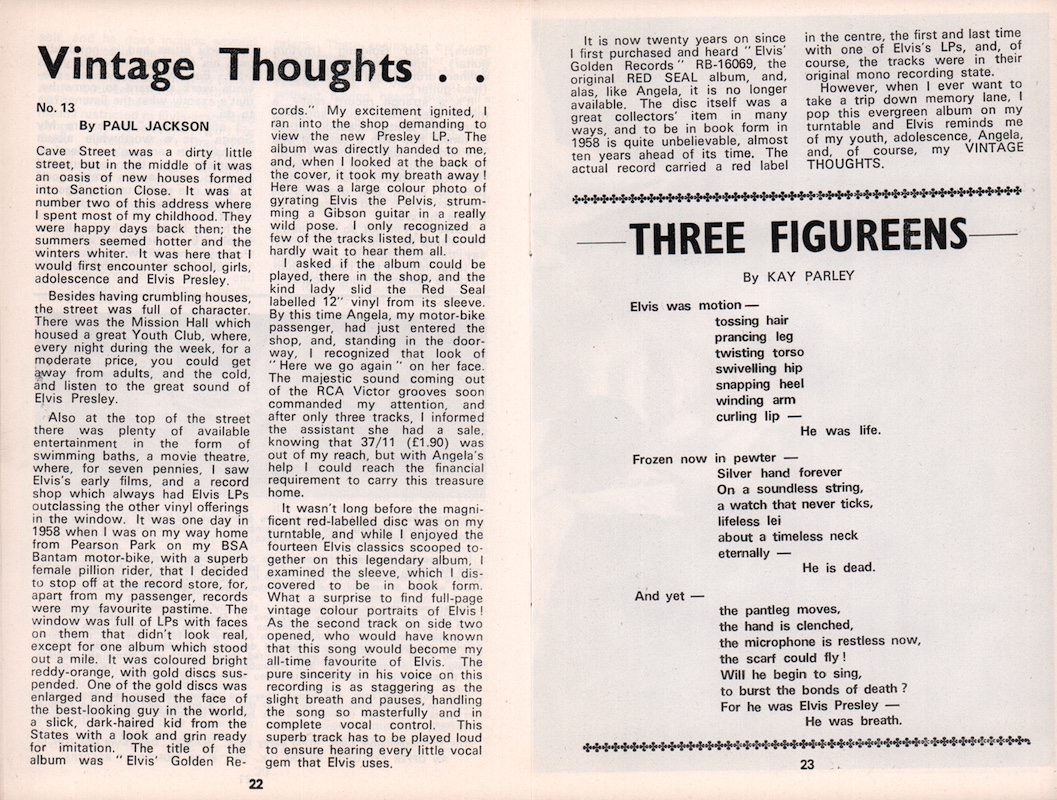 Vintage Thoughts . .
No. 13
By PAUL JACKSON
Cave Street was a dirty little
street, but in the middle of it was
an oasis of new houses formed
into Sanction Close. It was at
number two of this address where
I spent most of my childhood. They
were happy days back then; the
summers seemed hotter and the
winters whiter. It was here that I
would first encounter school, girls,
adolescence and Elvis Presley.
Besides having crumbling houses,
the street was full of character.
There was the Mission Hall which
housed a great Youth Club, where,
every night during the week, for a
moderate price, you could get
away from adults, and the cold,
and listen to the great sound of
Elvis Presley.
Also at the top of the street
there was plenty of available
entertainment in the form of
swimming baths, a movie theatre,
where, for seven pennies, I saw
Elvis's early films, and a record
shop which always had Elvis LPs
outclassing the other vinyl offerings
in the window. It was one day in
1958 when I was on my way home
from Pearson Park on my BSA
Bantam motor-bike, with a superb
female pillion rider, that I decided
to stop off at the record store, for,
apart from my passenger, records
were my favourite pastime. The
window was full of LPs with faces
on them that didn't look real,
except for one album which stood
out a mile. It was coloured bright
reddy-orange, with gold discs sus-
pended. One of the gold discs was
enlarged and housed the face of
the best-looking guy in the world,
a slick, dark-haired kid from the
States with a look and grin ready
for imitation. The title of the
album was "Elvis' Golden Re-
cords." My excitement ignited, I
ran into the shop demanding to
view the new Presley LP. The
album was directly handed to me,
and, when I looked at the back of
the cover, it took my breath away!
Here was a large colour photo of
gyrating Elvis the Pelvis, strum-
ming a Gibson guitar in a really
wild pose. I only recognized a
few of the tracks listed, but I could
hardly wait to hear them all.
I asked if the album could be
played, there in the shop, and the
kind lady slid the Red Seal
labelled 12" vinyl from its sleeve.
By this time Angela, my motor-bike
passenger, had just entered the
shop, and, standing in the door-
way, I recognized that look of
"Here we go again" on her face.
The majestic sound coming out
of the RCA Victor grooves soon
commanded my attention, and
after only three tracks, I informed
the assistant she had a sale,
knowing that 37/11 (£1.90) was
out of my reach, but with Angela's
help I could reach the financial
requirement to carry this treasure
home.
It wasn't long before the magni-
ficent red-labelled disc was on my
turntable, and while I enjoyed the
fourteen Elvis classics scooped to-
gether on this legendary album, I
examined the sleeve, which I dis-
covered to be in book form.
What a surprise to find full-page
vintage colour portraits of Elvis!
As the second track on side two
opened, who would have known
that this song would become my
all-time favourite of Elvis. The
pure sincerity in his voice on this
recording is as staggering as the
slight breath and pauses, handling
the song so masterfully and in
complete vocal control. This
superb track has to be played loud
to ensure hearing every little vocal
gem that Elvis uses.
22
It is now twenty years on since
I first purchased and heard "Elvis'
Golden Records" RB-16069, the
original RED SEAL album, and,
alas, like Angela, it is no longer
available. The disc itself was a
great collectors' item in many
ways, and to be in book form in
1958 is quite unbelievable, almost
ten years ahead of its time. The
actual record carried a red label
in the centre, the first and last time
with one of Elvis's LPs, and, of
course, the tracks were in their
original mono recording state.
However, when I ever want to
take a trip down memory lane, I
pop this evergreen album on my
turntable and Elvis reminds me
of my youth, adolescence, Angela,
and, of course, my VINTAGE
THOUGHTS.
THREE FIGUREENS
By KAY PARLEY
Elvis was motion —
tossing hair
prancing leg
twisting torso
swivelling hip
snapping heel
winding arm
curling lip —
He was life.
Frozen now in pewter —
Silver hand forever
On a soundless string,
a watch that never ticks,
lifeless lei
about a timeless neck
eternally —
He is dead.
And yet —
the pantleg moves,
the hand is clenched,
the microphone is restless now,
the scarf could fly!
Will he begin to sing,
to burst the bonds of death?
For he was Elvis Presley —
He was breath.
23